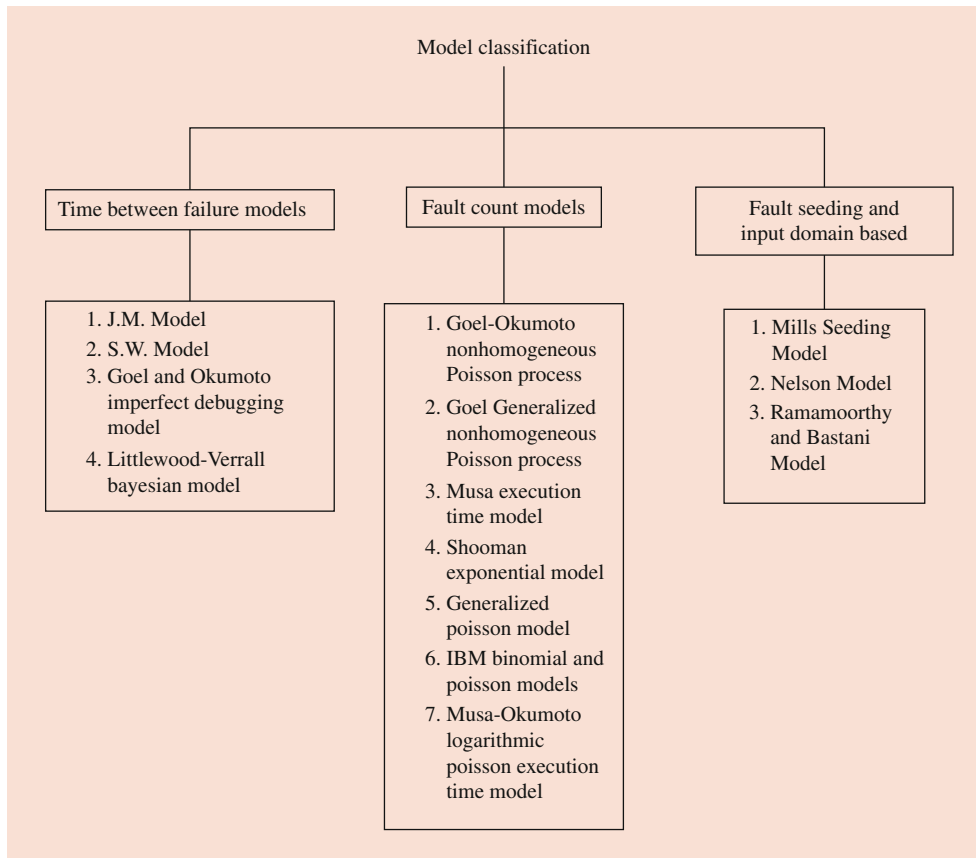 Model classification
Time between failure models
1. J.M. Model
2. S.W. Model
3. Goel and Okumoto
imperfect debugging
model
4. Littlewood-Verrall
bayesian model
Fault count models
1. Goel-Okumoto
nonhomogeneous
Poisson process
2. Goel Generalized
nonhomogeneous
Poisson process
3. Musa execution
time model
4. Shooman
exponential model
5. Generalized
poisson model
6. IBM binomial and
poisson models
7. Musa-Okumoto
logarithmic
poisson execution
time model
Fault seeding and
input domain based
1. Mills Seeding
Model
2. Nelson Model
3. Ramamoorthy
and Bastani
Model